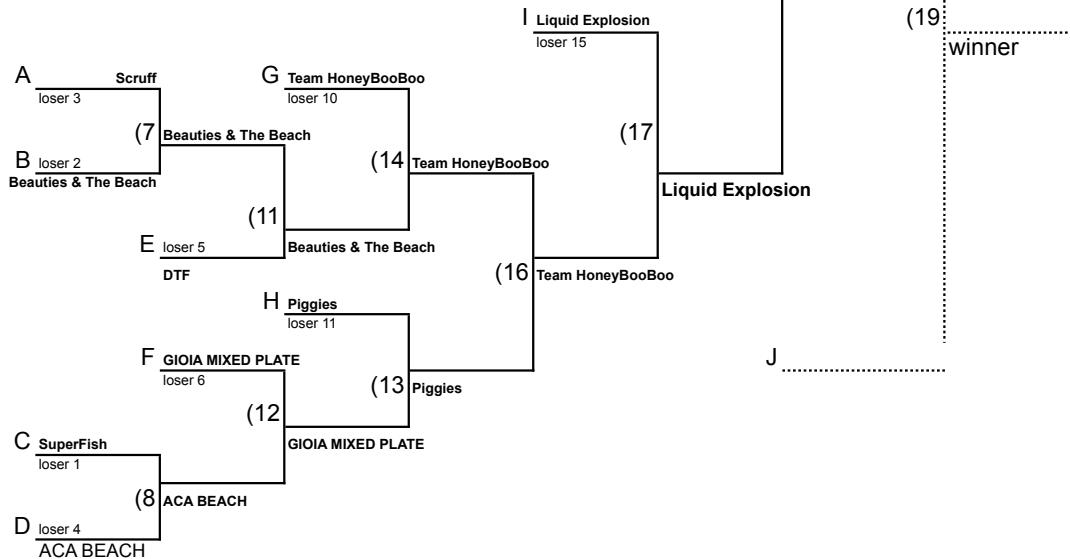 I Liquid Explosion
loser 15
(19
winner
A Scruff
loser 3
G Team HoneyBooBoo
loser 10
(7 Beauties & The Beach
(17
B loser 2
Beauties & The Beach
(14 Team HoneyBooBoo
Liquid Explosion
(11
E loser 5
Beauties & The Beach
DTF
(16 Team HoneyBooBoo
H Piggies
loser 11
F GIOIA MIXED PLATE
loser 6
J
(13 Piggies
(12
GIOIA MIXED PLATE
C SuperFish
loser 1
(8 ACA BEACH
D loser 4
ACA BEACH